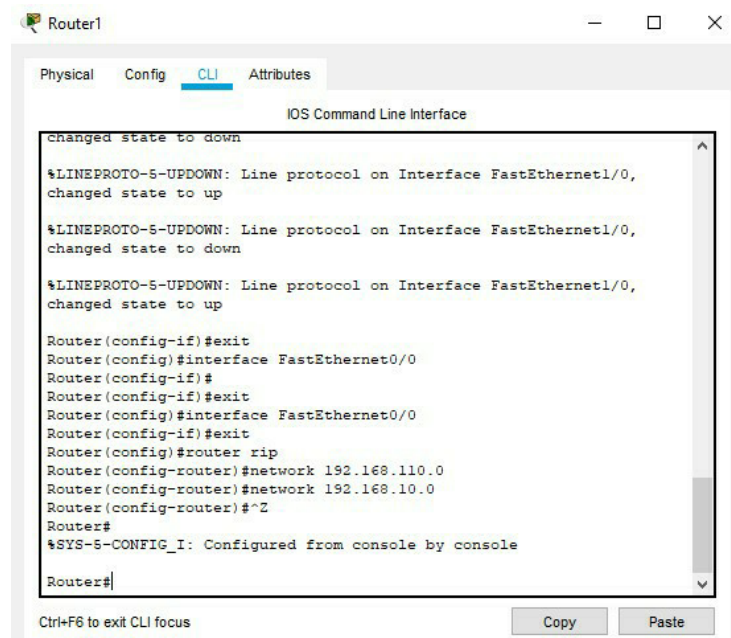 Router1
Physical Config CLI Attributes
IOS Command Line Interface
changed state to down
%LINEPROTO-5-UPDOWN: Line protocol on Interface FastEthernet1/0,
changed state to up
%LINEPROTO-5-UPDOWN: Line protocol on Interface FastEthernet1/0,
changed state to down
%LINEPROTO-5-UPDOWN: Line protocol on Interface FastEthernet1/0,
changed state to up
Router(config-if)#exit
Router(config)#interface FastEthernet0/0
Router(config-if)#
Router(config-if)#exit
Router(config)#interface FastEthernet0/0
Router(config-if)#exit
Router(config)#router rip
Router(config-router)#network 192.168.110.0
Router(config-router)#network 192.168.10.0
Router(config-router)#^Z
Router#
%SYS-5-CONFIG_I: Configured from console by console
Router#
Ctrl+F6 to exit CLI focus Copy Paste